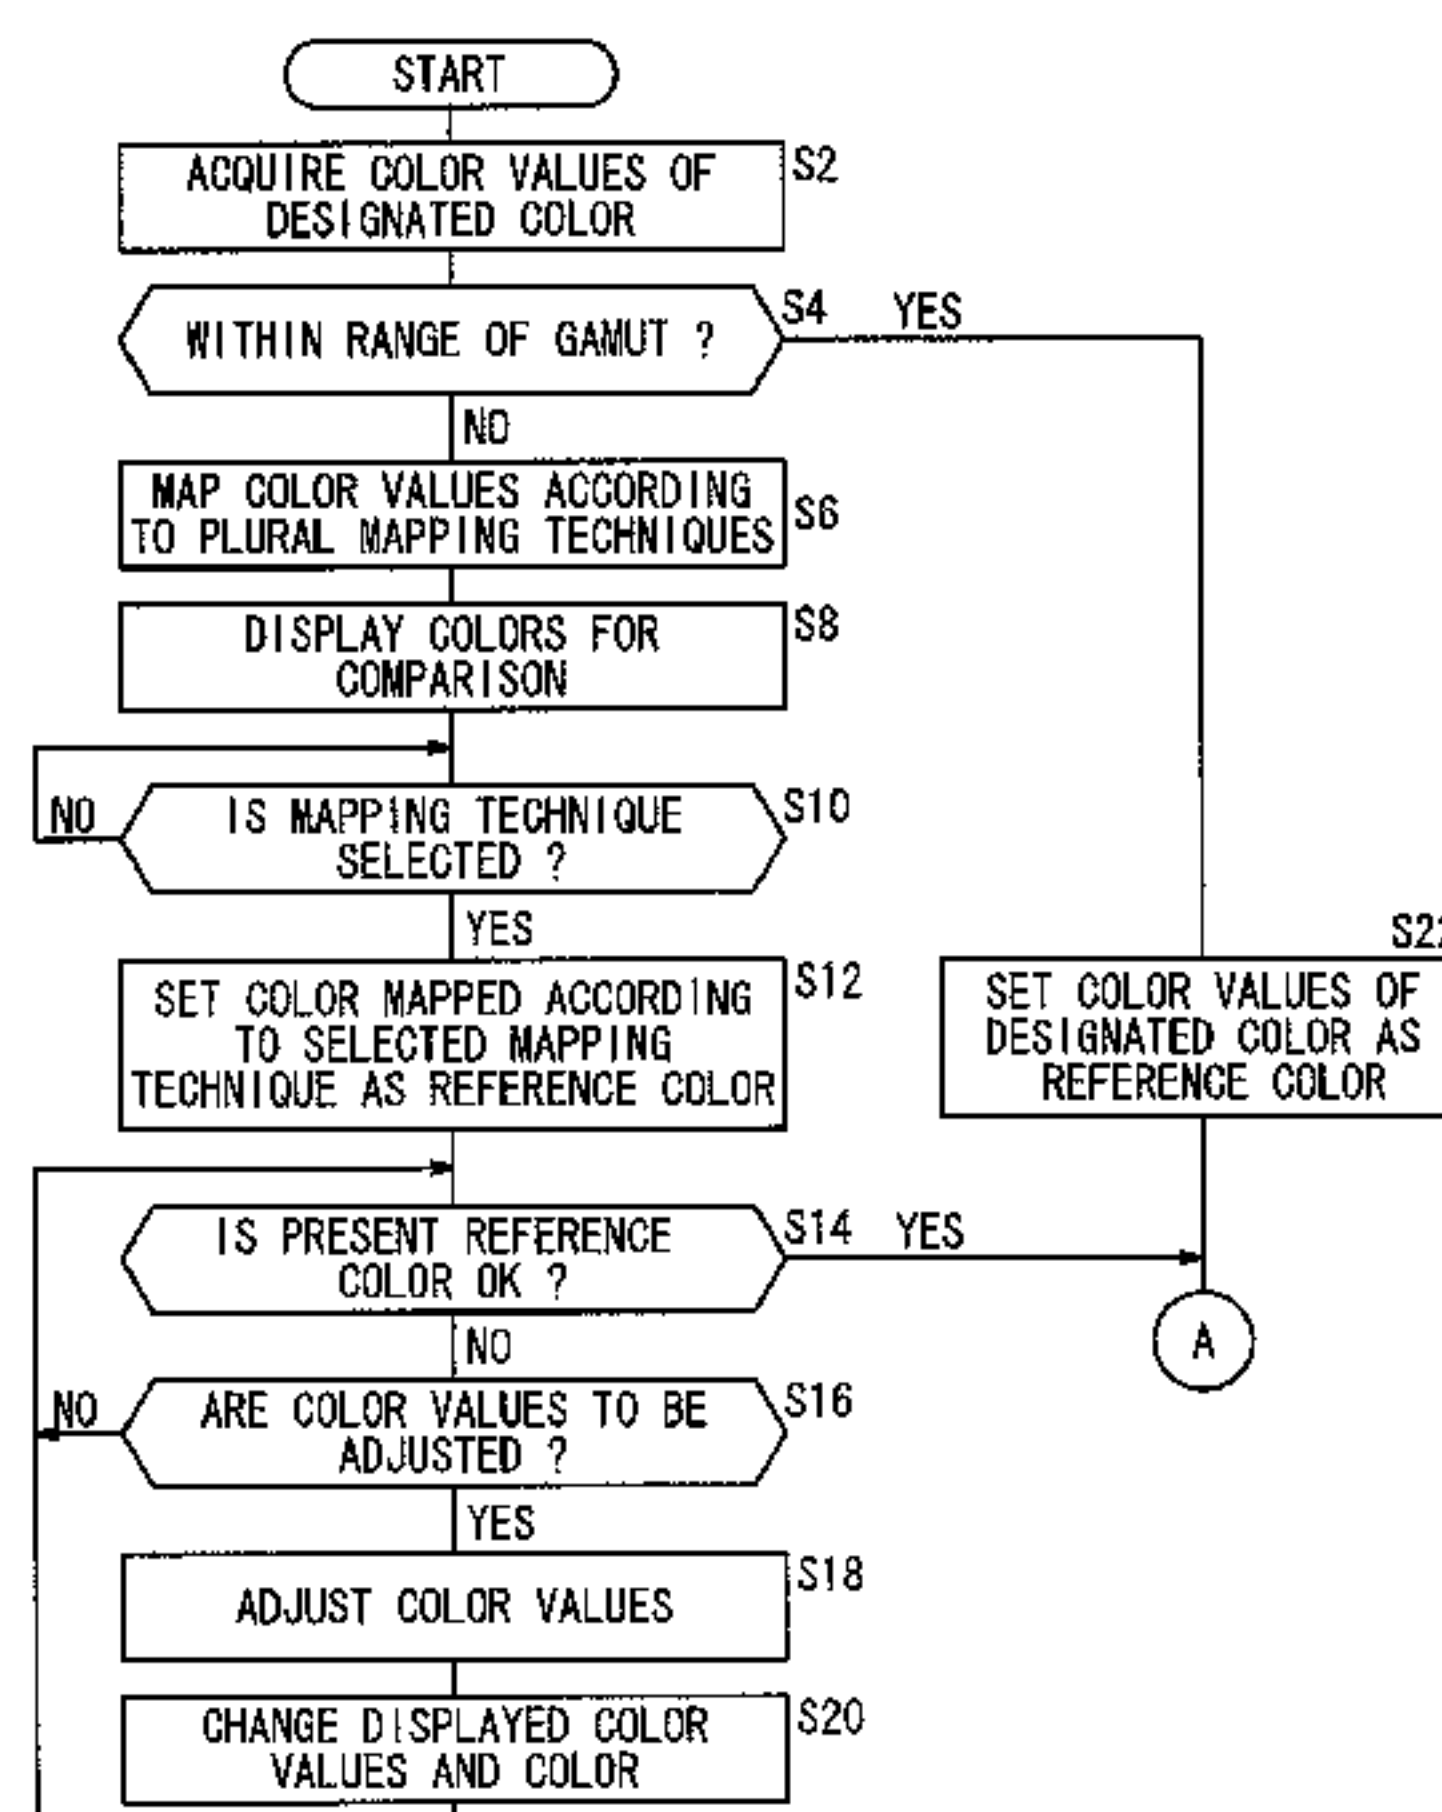 START
ACQUIRE COLOR VALUES OF
DESIGNATED COLOR
S2
WITHIN RANGE OF GAMUT ?
S4
YES
NO
MAP COLOR VALUES ACCORDING
TO PLURAL MAPPING TECHNIQUES
S6
DISPLAY COLORS FOR
COMPARISON
S8
NO
IS MAPPING TECHNIQUE
SELECTED ?
S10
YES
SET COLOR MAPPED ACCORDING
TO SELECTED MAPPING
TECHNIQUE AS REFERENCE COLOR
S12
S22
SET COLOR VALUES OF
DESIGNATED COLOR AS
REFERENCE COLOR
IS PRESENT REFERENCE
COLOR OK ?
S14
YES
A
NO
NO
ARE COLOR VALUES TO BE
ADJUSTED ?
S16
YES
ADJUST COLOR VALUES
S18
CHANGE DISPLAYED COLOR
VALUES AND COLOR
S20